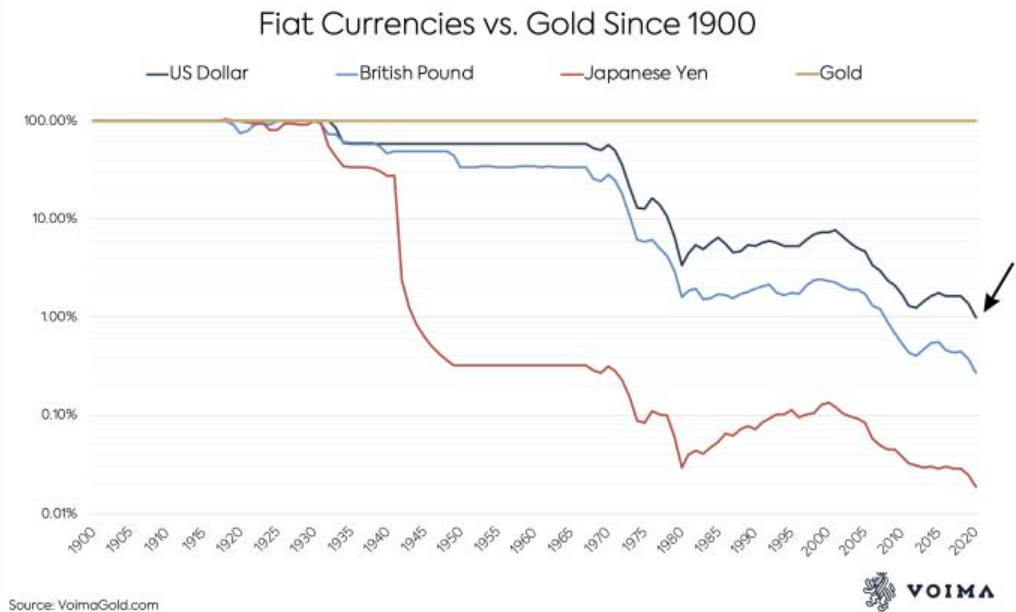 Fiat Currencies vs. Gold Since 1900
US Dollar British Pound Japanese Yen Gold
100.00%
10.00%
1.00%
0.10%
0.01%
1900 1905 1910 1915 1920 1925 1930 1935 1940 1945 1950 1955 1960 1965 1970 1975 1980 1985 1990 1995 2000 2005 2010 2015 2020
VOIMA
Source: VoimaGold.com